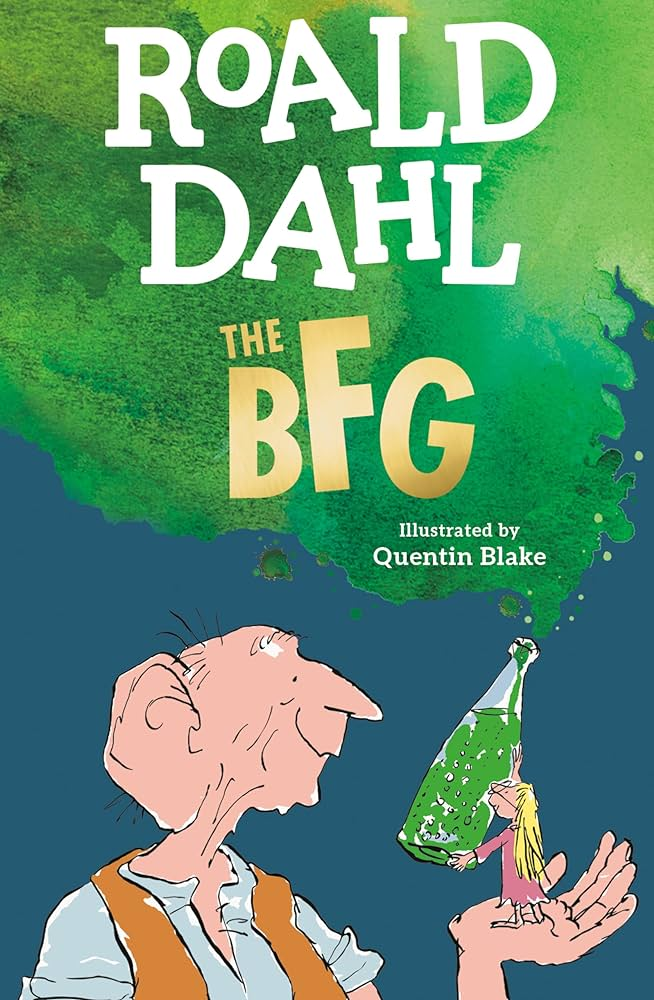 ROALD
DAHL
THE
BFG
Illustrated by
Quentin Blake